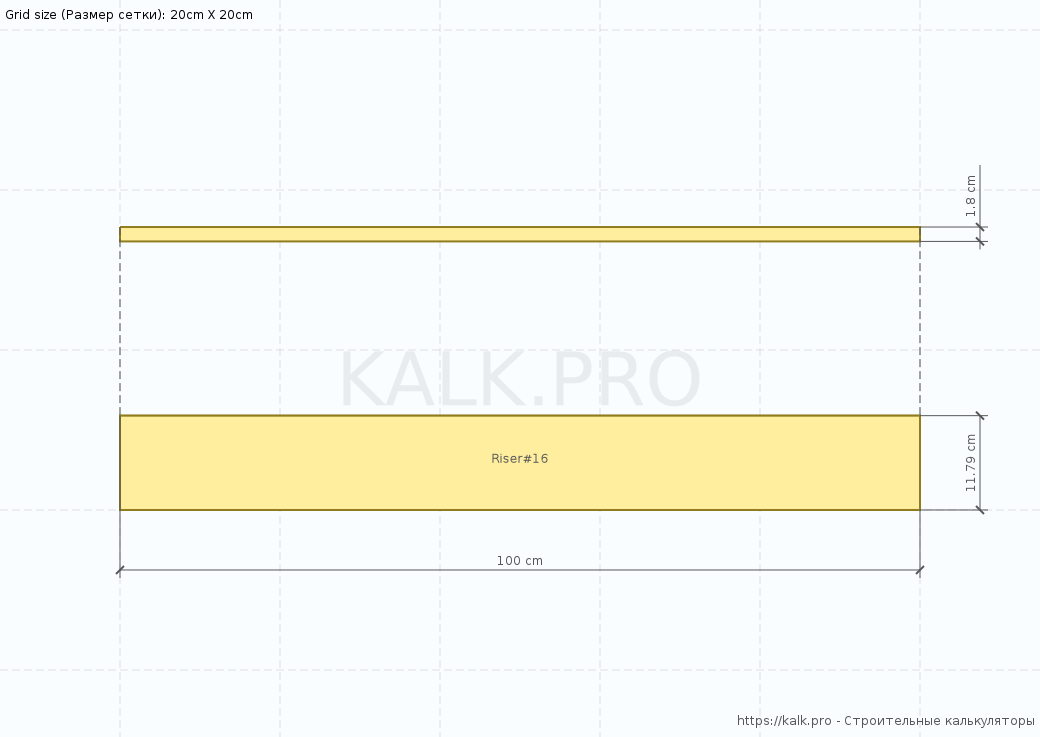 Grid size (Размер сетки): 20cm X 20cm
1.8 cm
KALK.PRO
Riser#16
11.79 cm
100 cm
https://kalk.pro - Строительные калькуляторы